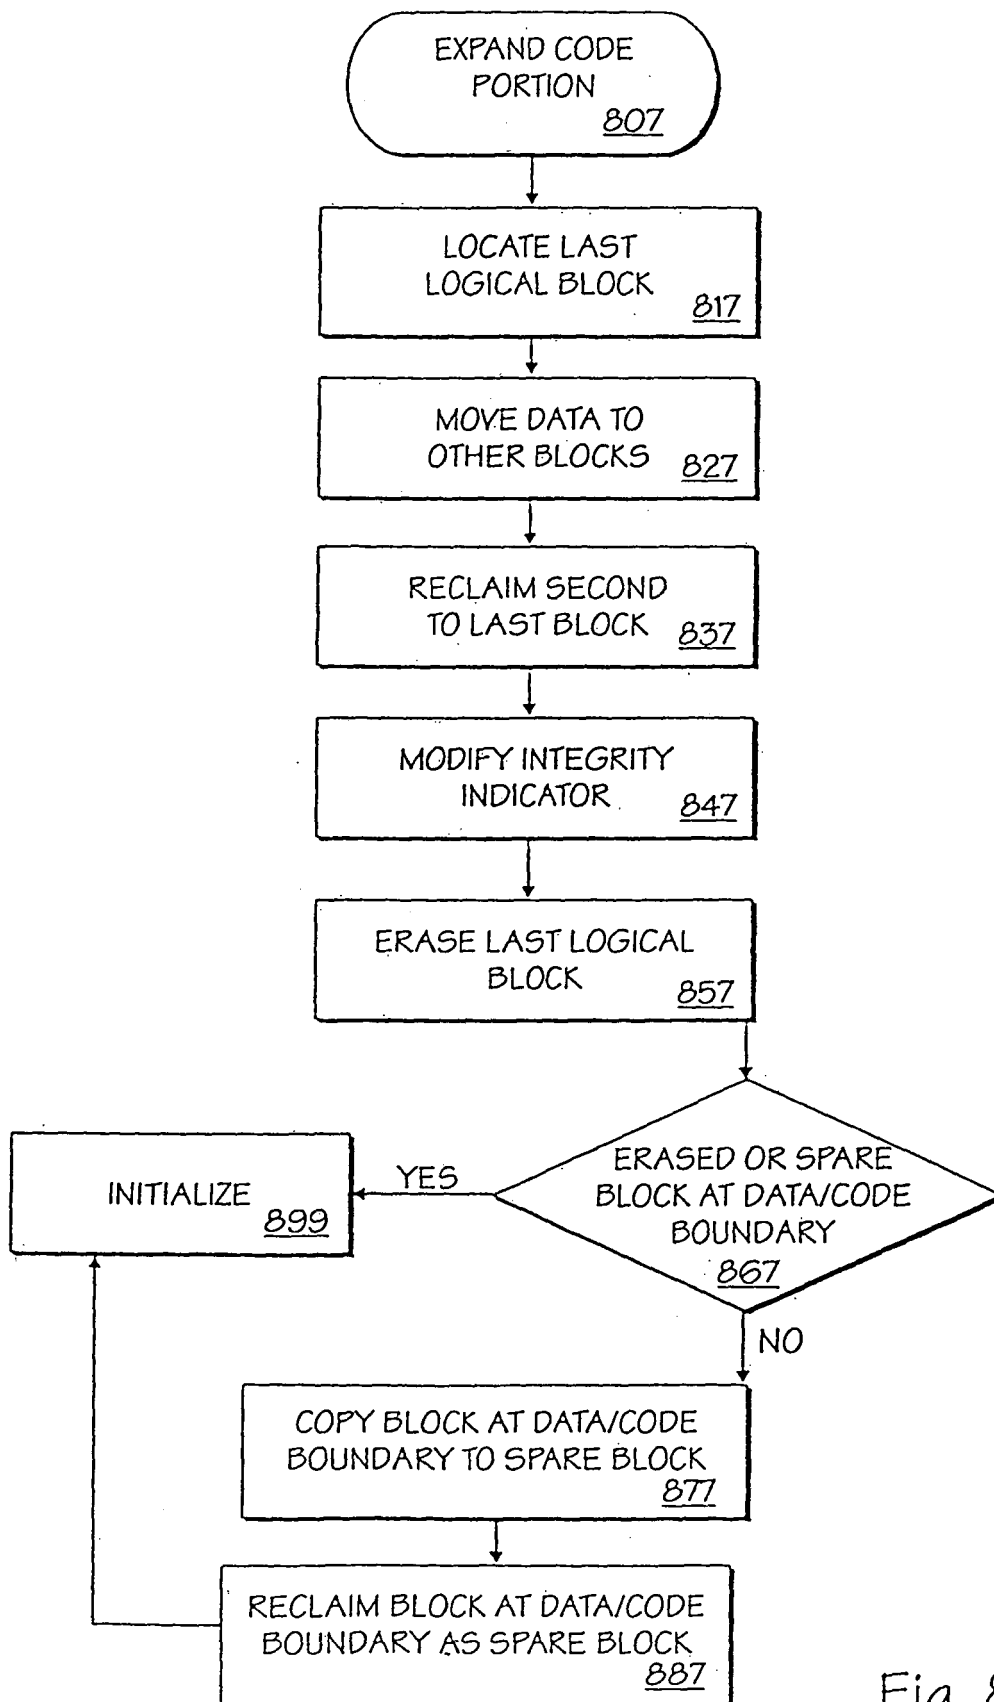 EXPAND CODE
PORTION
807
LOCATE LAST
LOGICAL BLOCK
817
MOVE DATA TO
OTHER BLOCKS
827
RECLAIM SECOND
TO LAST BLOCK
837
MODIFY INTEGRITY
INDICATOR
847
ERASE LAST LOGICAL
BLOCK
857
ERASED OR SPARE
BLOCK AT DATA/CODE
BOUNDARY
867
YES
INITIALIZE
899
NO
COPY BLOCK AT DATA/CODE
BOUNDARY TO SPARE BLOCK
877
RECLAIM BLOCK AT DATA/CODE
BOUNDARY AS SPARE BLOCK
887
Fig.